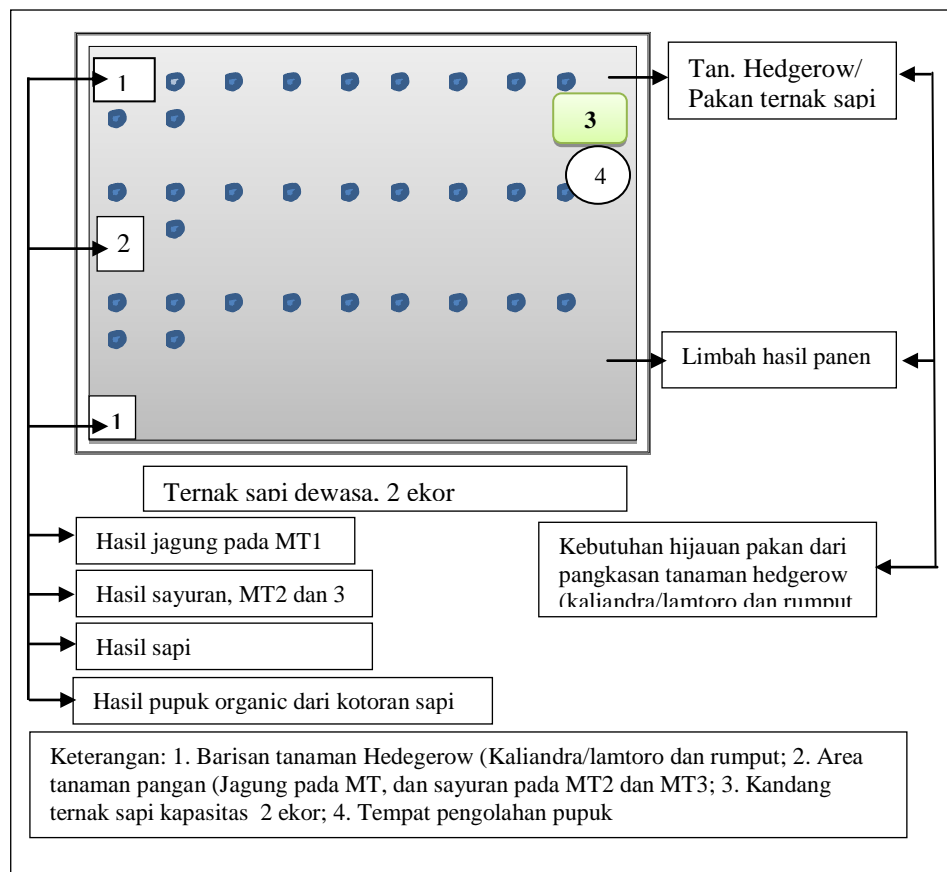 1
Tan. Hedgerow/
Pakan ternak sapi
3
4
2
Limbah hasil panen
1
Ternak sapi dewasa, 2 ekor
Hasil jagung pada MT1
Kebutuhan hijauan pakan dari
pangkasan tanaman hedgerow
(kaliandra/lamtoro dan rumput
Hasil sayuran, MT2 dan 3
Hasil sapi
Hasil pupuk organic dari kotoran sapi
Keterangan: 1. Barisan tanaman Hedegerow (Kaliandra/lamtoro dan rumput; 2. Area
tanaman pangan (Jagung pada MT, dan sayuran pada MT2 dan MT3; 3. Kandang
ternak sapi kapasitas 2 ekor; 4. Tempat pengolahan pupuk